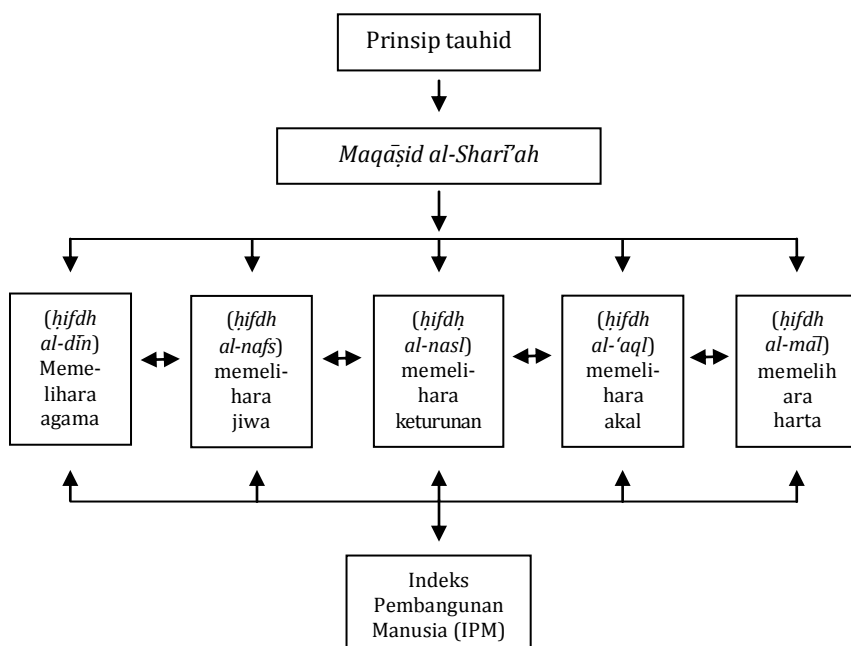 Prinsip tauhid
Maqāṣid al-Sharī'ah
(ḥifdh
al-dīn)
Meme-
lihara
agama
(ḥifdh
al-nafs)
memeli-
hara
jiwa
(ḥifdḥ
al-nasl)
memeli-
hara
keturunan
(ḥifdh
al-‘aql)
memeli-
hara
akal
(ḥifdh
al-māl)
memelih
ara
harta
Indeks
Pembangunan
Manusia (IPM)